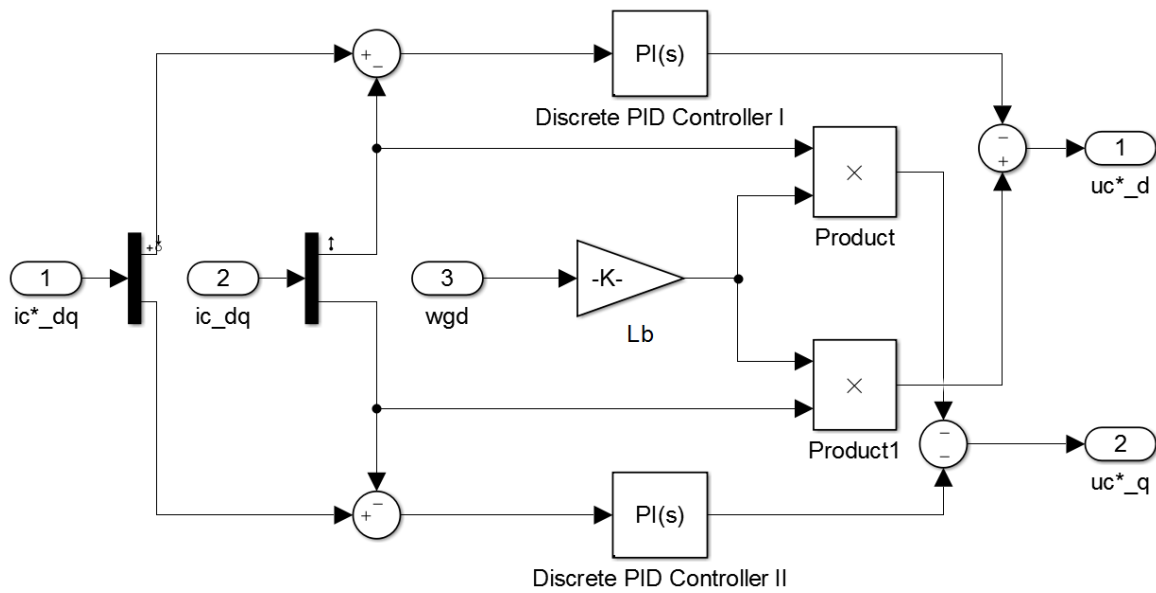 + −
PI(s)
Discrete PID Controller I
×
Product
− +
1
uc*_d
1
ic*_dq
2
ic_dq
3
wgd
-K-
Lb
×
Product1
− −
2
uc*_q
+ −
PI(s)
Discrete PID Controller II